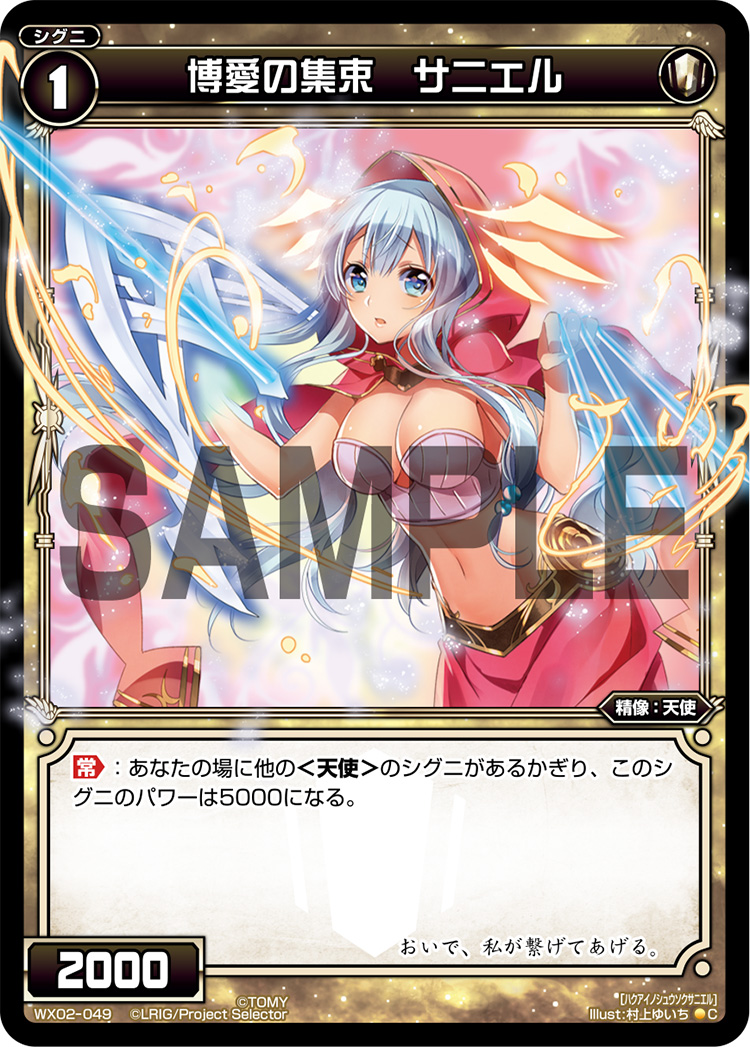 シグニ
1
博愛の集束 サニエル
SAMPLE
精像：天使
常：あなたの場に他の＜天使＞のシグニがあるかぎり、このシ
グニのパワーは5000になる。
おいで、私が繋げてあげる。
2000
WX02-049 ©LRIG/Project Selector
©TOMY
[ハクアイノシュウソクサニエル]
Illust:村上ゆいち C